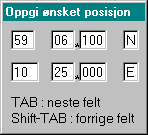 Oppgi ønsket posisjon
59 06.100 N
10 25.000 E
TAB : neste felt
Shift-TAB : forrige felt